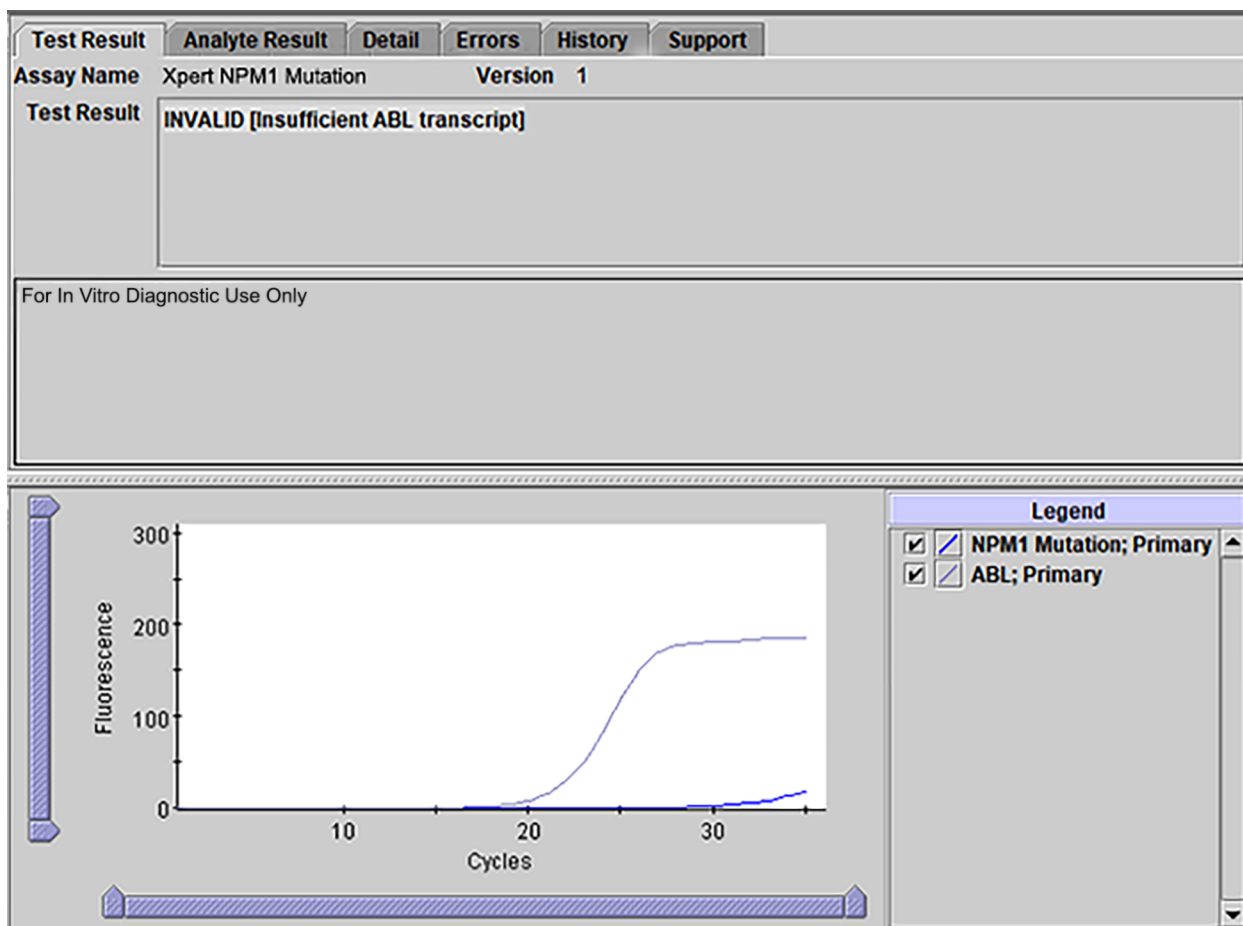 Test Result Analyte Result Detail Errors History Support
Assay Name Xpert NPM1 Mutation Version 1
Test Result INVALID [Insufficient ABL transcript]
For In Vitro Diagnostic Use Only
Legend
NPM1 Mutation; Primary
ABL; Primary
300
200
100
0
Fluorescence
10 20 30
Cycles